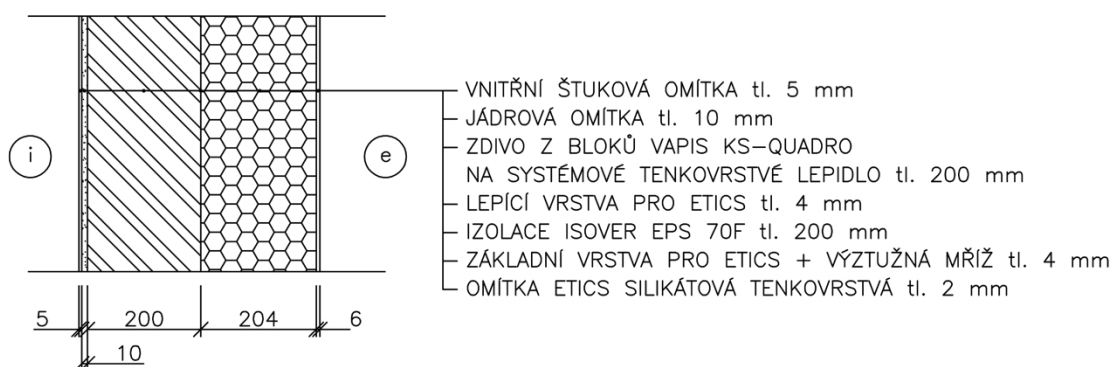 VNITŘNÍ ŠTUKOVÁ OMÍTKA tl. 5 mm
JÁDROVÁ OMÍTKA tl. 10 mm
ZDIVO Z BLOKŮ VAPIS KS-QUADRO
NA SYSTÉMOVÉ TENKOVRSTVÉ LEPIDLO tl. 200 mm
LEPÍCÍ VRSTVA PRO ETICS tl. 4 mm
IZOLACE ISOVER EPS 70F tl. 200 mm
ZÁKLADNÍ VRSTVA PRO ETICS + VÝZTUŽNÁ MŘÍŽ tl. 4 mm
OMÍTKA ETICS SILIKÁTOVÁ TENKOVRSTVÁ tl. 2 mm
i
e
5 200 204 6
10